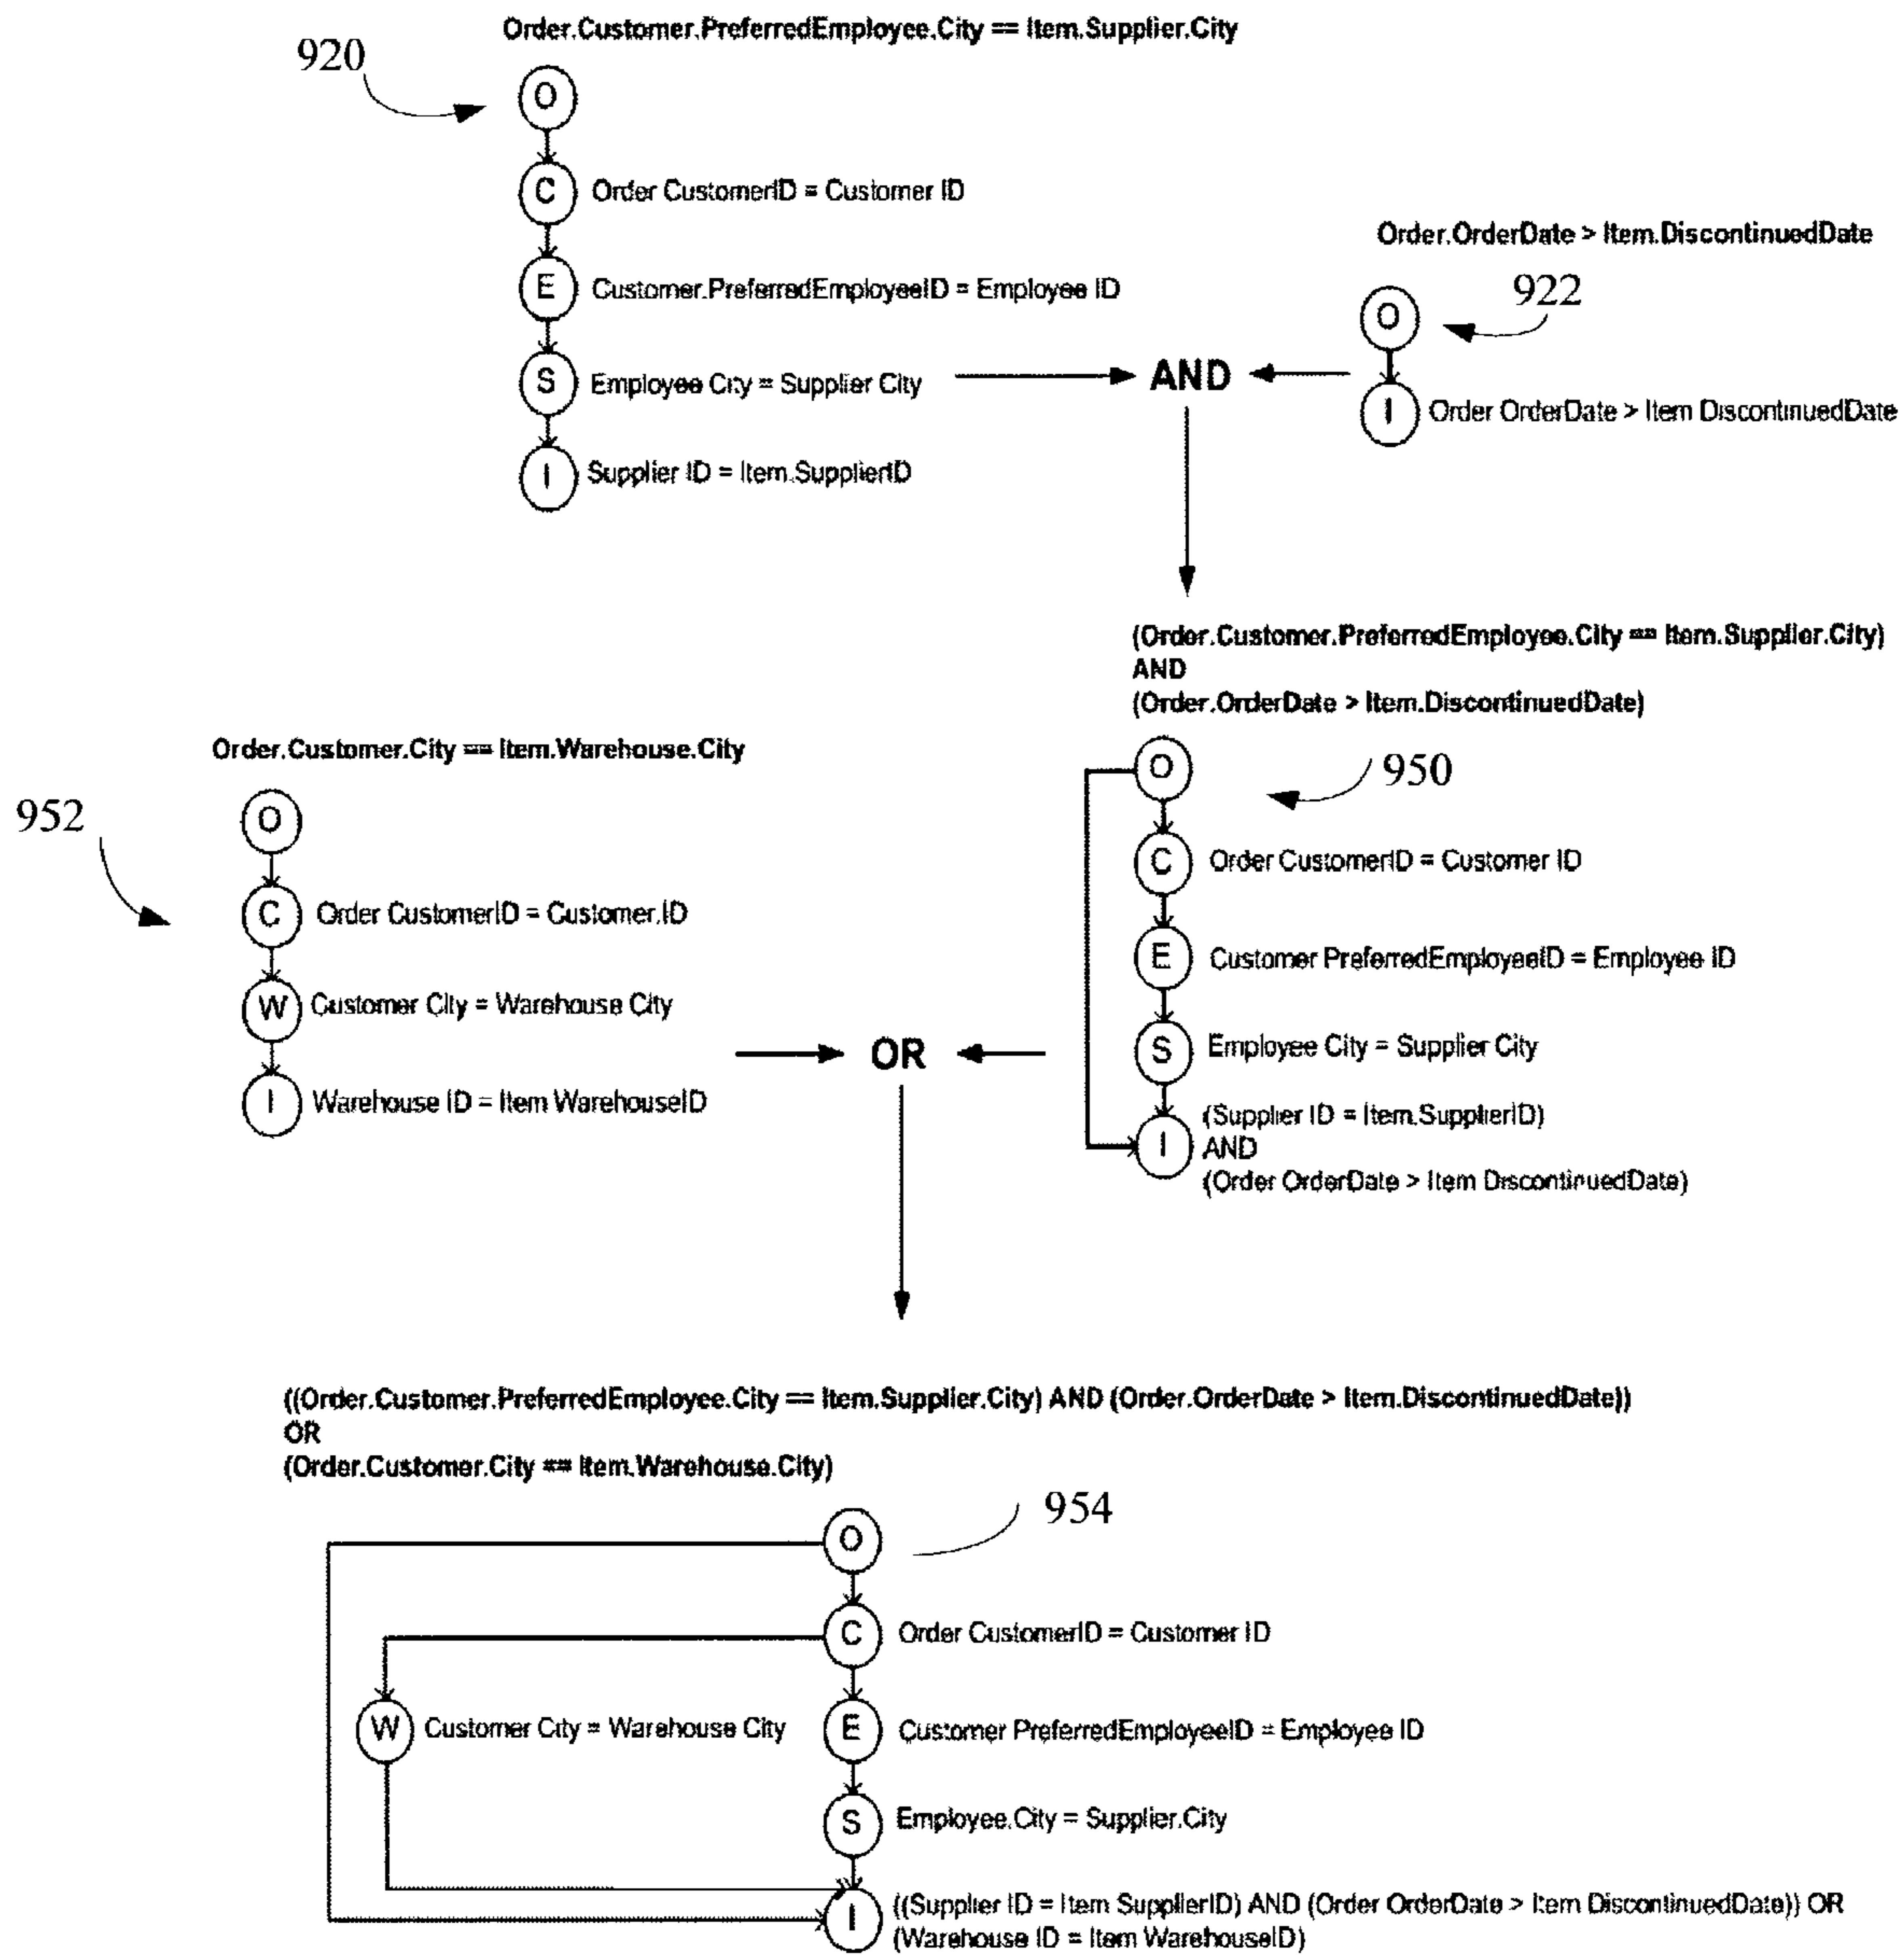 Order.Customer.PreferredEmployee.City == Item.Supplier.City
920
O
C Order CustomerID = Customer ID
E Customer.PreferredEmployeeID = Employee ID
S Employee City = Supplier City
I Supplier ID = Item.SupplierID
Order.OrderDate > Item.DiscontinuedDate
922
O
I Order OrderDate > Item DiscontinuedDate
AND
(Order.Customer.PreferredEmployee.City == Item.Supplier.City)
AND
(Order.OrderDate > Item.DiscontinuedDate)
950
O
C Order CustomerID = Customer ID
E Customer PreferredEmployeeID = Employee ID
S Employee City = Supplier City
(Supplier ID = Item.SupplierID)
I AND
(Order OrderDate > Item DiscontinuedDate)
Order.Customer.City == Item.Warehouse.City
952
O
C Order CustomerID = Customer.ID
W Customer City = Warehouse City
I Warehouse ID = Item WarehouseID
OR
((Order.Customer.PreferredEmployee.City == Item.Supplier.City) AND (Order.OrderDate > Item.DiscontinuedDate))
OR
(Order.Customer.City == Item.Warehouse.City)
954
O
C Order CustomerID = Customer ID
W Customer City = Warehouse City
E Customer PreferredEmployeeID = Employee ID
S Employee.City = Supplier.City
I ((Supplier ID = Item SupplierID) AND (Order OrderDate > Item DiscontinuedDate)) OR
(Warehouse ID = Item WarehouseID)